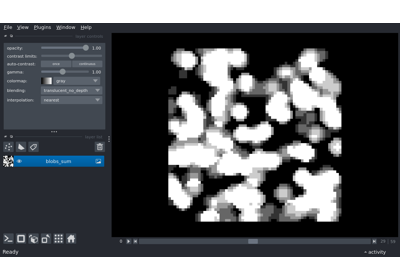 File View Plugins Window Help
opacity: 1.00
contrast limits:
auto-contrast: once continuous
gamma: 1.00
colormap: gray
blending: translucent_no_depth
interpolation: nearest
blobs_sum
Ready
activity